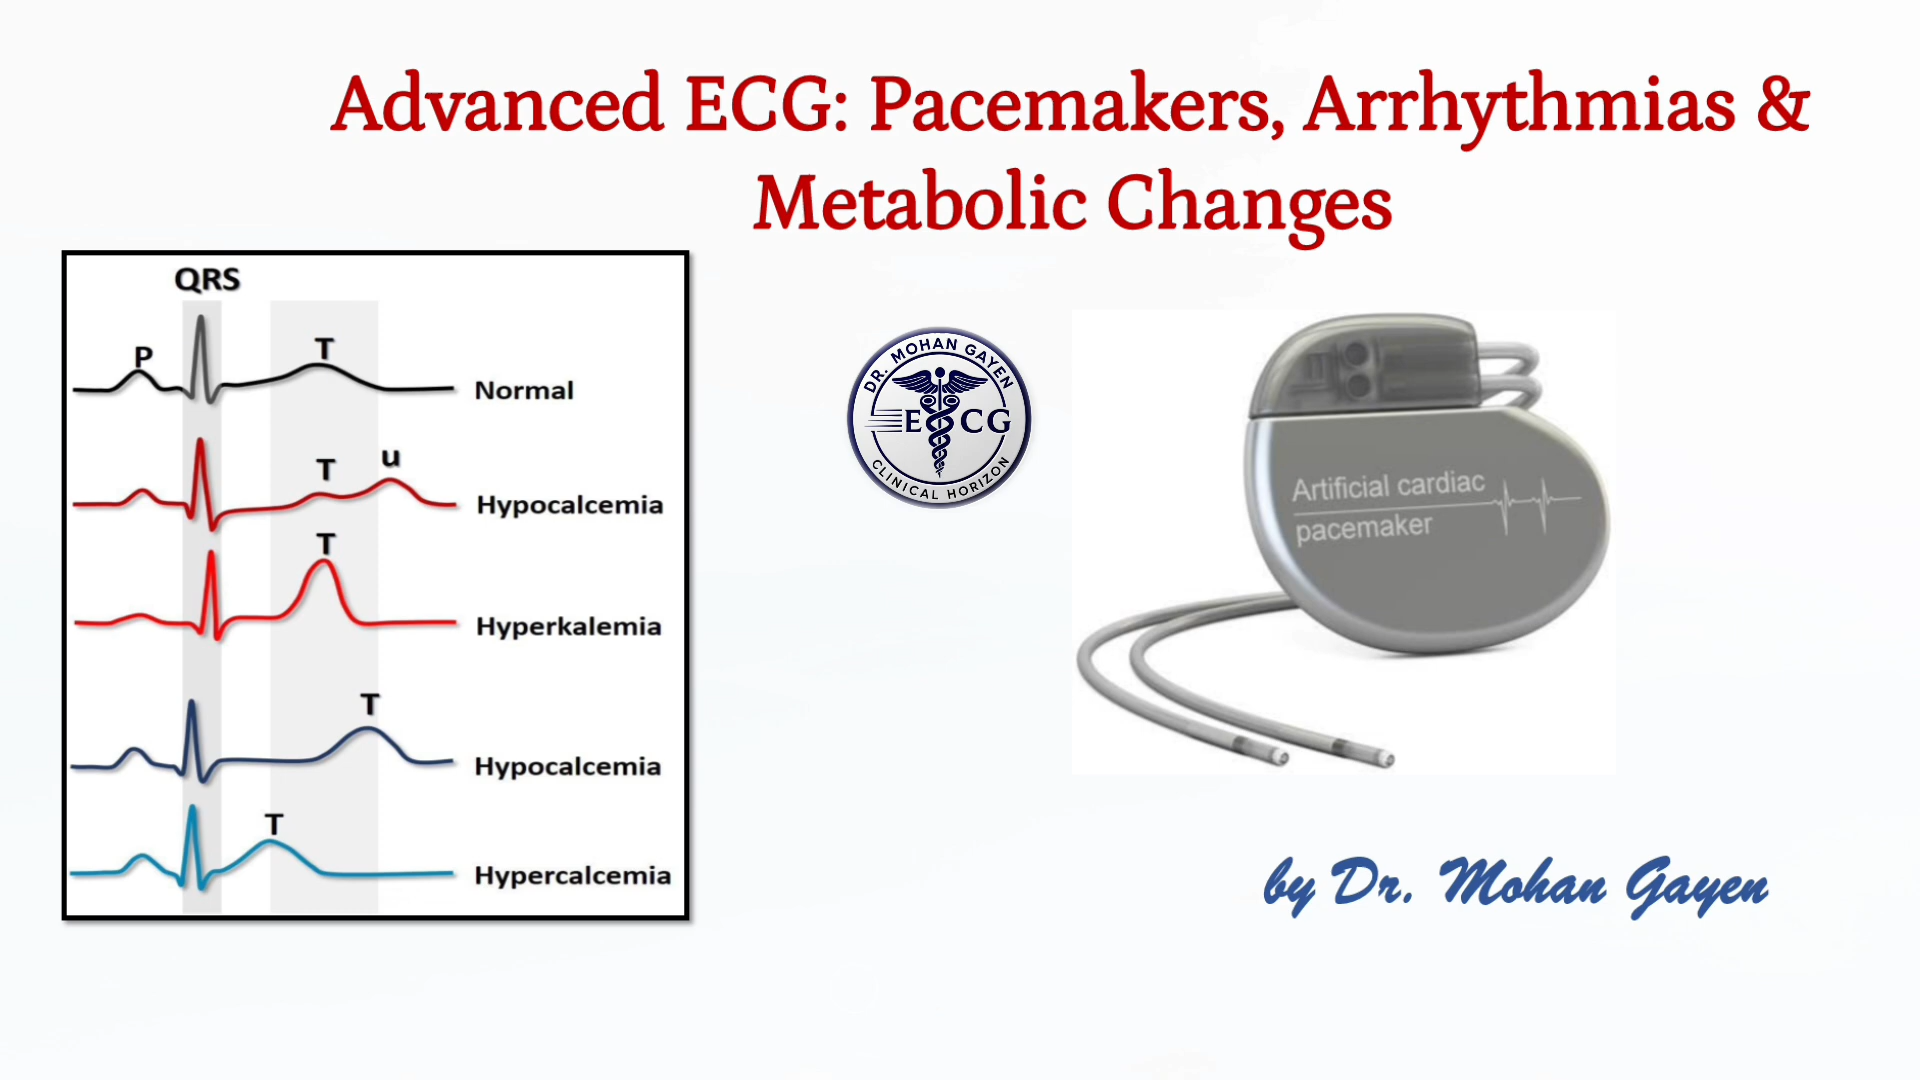 Advanced ECG: Pacemakers, Arrhythmias &
Metabolic Changes
QRS
P
T
Normal
T
u
Hypocalcemia
T
Hyperkalemia
T
Hypocalcemia
T
Hypercalcemia
DR. MOHAN GAYEN
E CG
CLINICAL HORIZON
Artificial cardiac
pacemaker
by Dr. Mohan Gayen